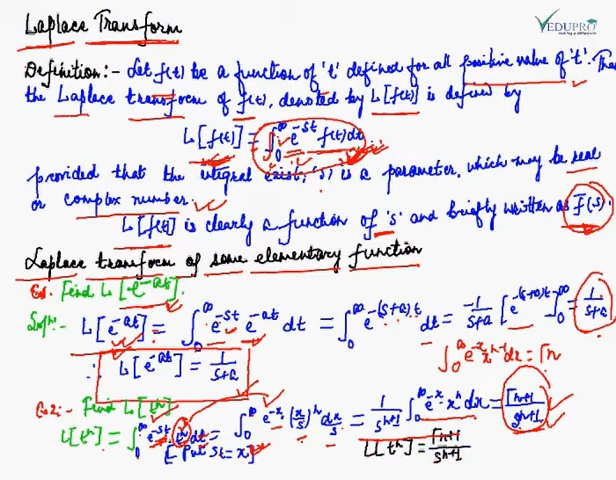 Laplace Transform
VEDUPRO
Definition:- Let f(t) be a function of 't' defined for all positive value of 't'. The
the Laplace transform of f(t), denoted by L[f(t)] is defined by
L[f(t)] = ∫₀^∞ e^{-st} f(t) dt
provided that the integral exist, 's' is a parameter, which may be real
or complex number.
L[f(t)] is clearly a function of 's' and briefly written as f̄(s).
Laplace transform of some elementary function
Ex. Find L[e^{-at}].
Soln:- L[e^{-at}] = ∫₀^∞ e^{-st} e^{-at} dt = ∫₀^∞ e^{-(s+a)t} dt = -1/(s+a) [e^{-(s+a)t}]₀^∞ = 1/(s+a)
∴ L[e^{-at}] = 1/(s+a)
∫₀^∞ e^{-x} x^{n-1} dx = Γn
Ex2:- Find L[tⁿ]
L[tⁿ] = ∫₀^∞ e^{-st} tⁿ dt = ∫₀^∞ e^{-x} (x/s)ⁿ dx/s = 1/s^{n+1} ∫₀^∞ e^{-x} xⁿ dx = Γn+1/s^{n+1}
[Put st = x]
L[tⁿ] = Γn+1/s^{n+1}